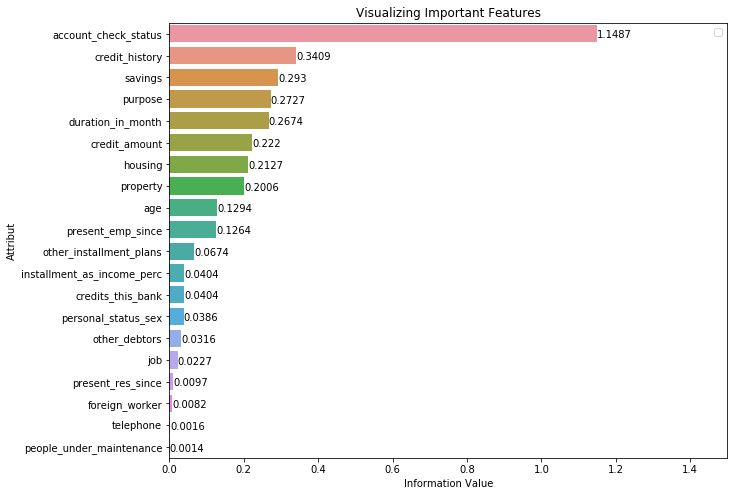 Visualizing Important Features
Attribut
account_check_status 1.1487
credit_history 0.3409
savings 0.293
purpose 0.2727
duration_in_month 0.2674
credit_amount 0.222
housing 0.2127
property 0.2006
age 0.1294
present_emp_since 0.1264
other_installment_plans 0.0674
installment_as_income_perc 0.0404
credits_this_bank 0.0404
personal_status_sex 0.0386
other_debtors 0.0316
job 0.0227
present_res_since 0.0097
foreign_worker 0.0082
telephone 0.0016
people_under_maintenance 0.0014
0.0 0.2 0.4 0.6 0.8 1.0 1.2 1.4
Information Value